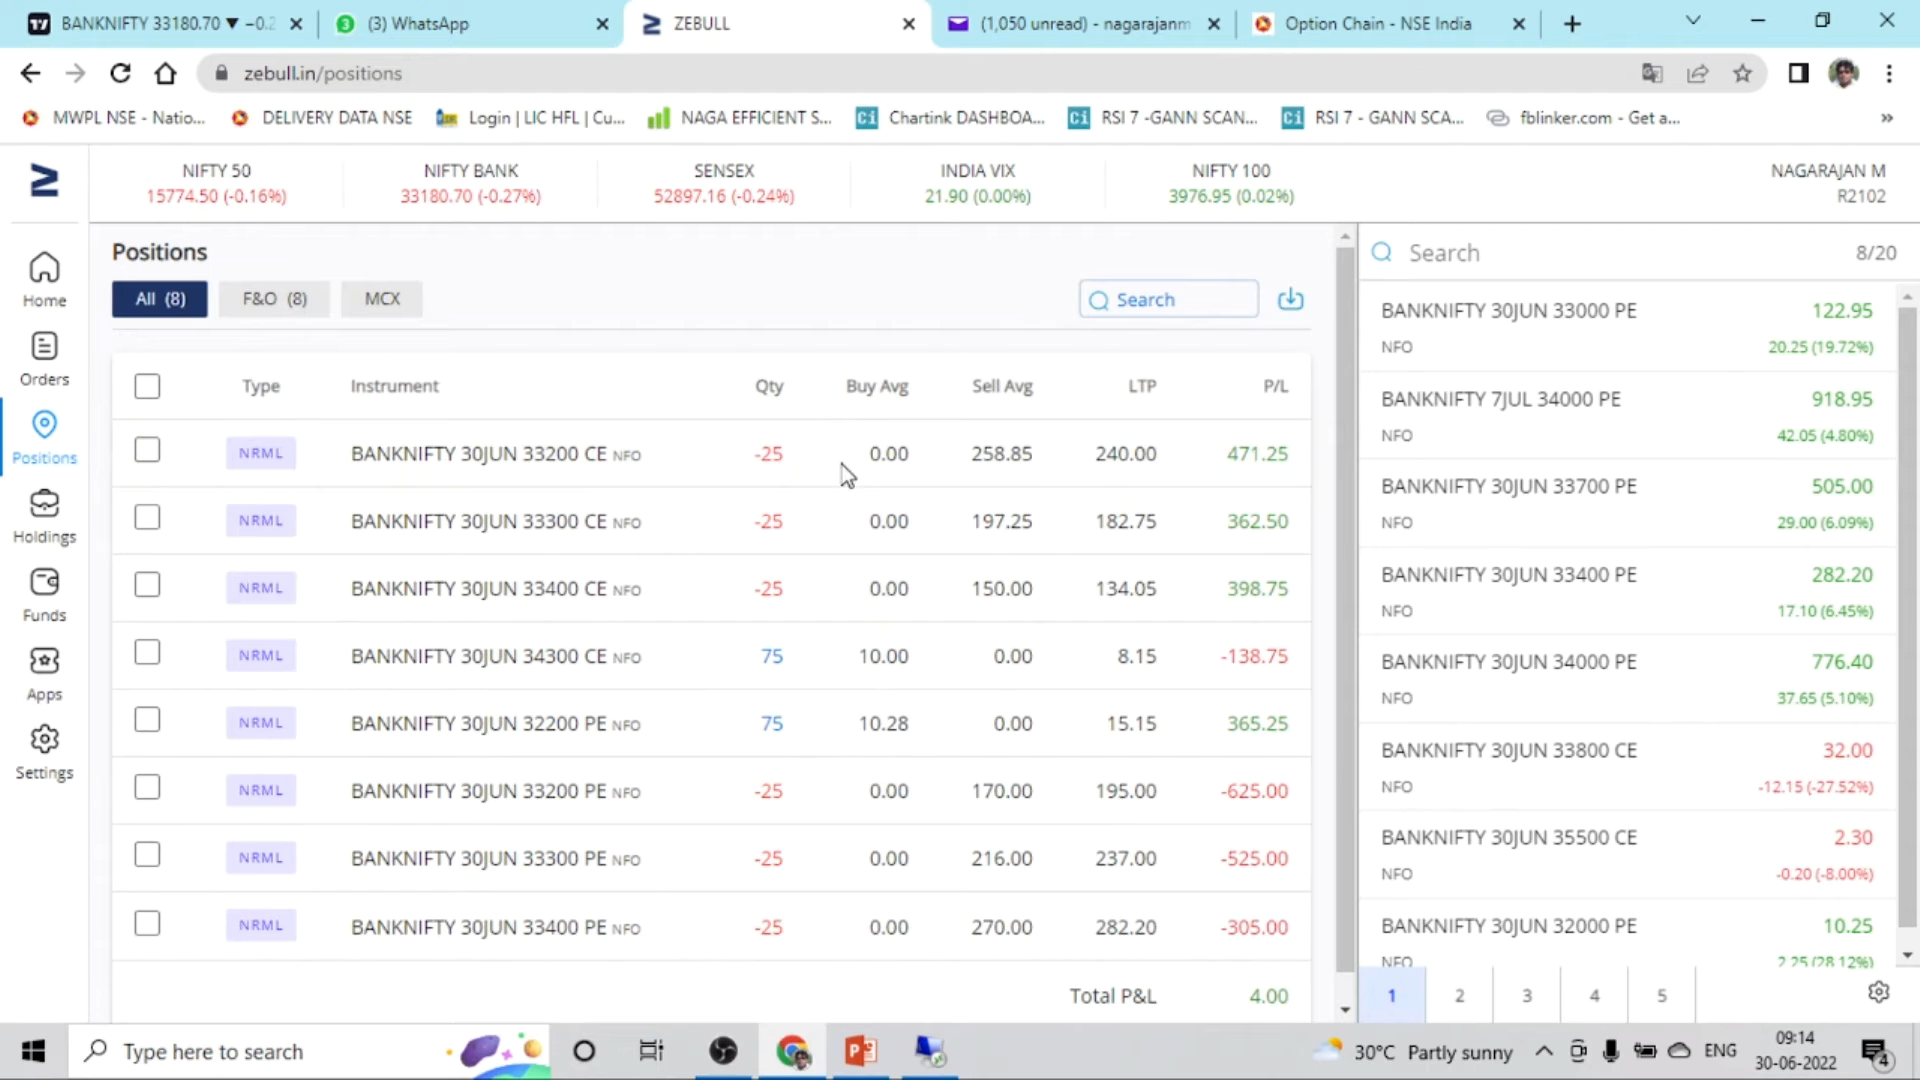 BANKNIFTY 33180.70 ▼ −0.2
(3) WhatsApp
ZEBULL
(1,050 unread) - nagarajanm
Option Chain - NSE India
zebull.in/positions
MWPL NSE - Natio...
DELIVERY DATA NSE
Login | LIC HFL | Cu...
NAGA EFFICIENT S...
Chartink DASHBOA...
RSI 7 -GANN SCAN...
RSI 7 - GANN SCA...
fblinker.com - Get a...
»
NIFTY 50
15774.50 (-0.16%)
NIFTY BANK
33180.70 (-0.27%)
SENSEX
52897.16 (-0.24%)
INDIA VIX
21.90 (0.00%)
NIFTY 100
3976.95 (0.02%)
NAGARAJAN M
R2102
Home
Orders
Positions
Holdings
Funds
Apps
Settings
Positions
All (8) F&O (8) MCX
Search
Type Instrument Qty Buy Avg Sell Avg LTP P/L
NRML BANKNIFTY 30JUN 33200 CE NFO -25 0.00 258.85 240.00 471.25
NRML BANKNIFTY 30JUN 33300 CE NFO -25 0.00 197.25 182.75 362.50
NRML BANKNIFTY 30JUN 33400 CE NFO -25 0.00 150.00 134.05 398.75
NRML BANKNIFTY 30JUN 34300 CE NFO 75 10.00 0.00 8.15 -138.75
NRML BANKNIFTY 30JUN 32200 PE NFO 75 10.28 0.00 15.15 365.25
NRML BANKNIFTY 30JUN 33200 PE NFO -25 0.00 170.00 195.00 -625.00
NRML BANKNIFTY 30JUN 33300 PE NFO -25 0.00 216.00 237.00 -525.00
NRML BANKNIFTY 30JUN 33400 PE NFO -25 0.00 270.00 282.20 -305.00
Total P&L 4.00
Search 8/20
BANKNIFTY 30JUN 33000 PE 122.95
NFO 20.25 (19.72%)
BANKNIFTY 7JUL 34000 PE 918.95
NFO 42.05 (4.80%)
BANKNIFTY 30JUN 33700 PE 505.00
NFO 29.00 (6.09%)
BANKNIFTY 30JUN 33400 PE 282.20
NFO 17.10 (6.45%)
BANKNIFTY 30JUN 34000 PE 776.40
NFO 37.65 (5.10%)
BANKNIFTY 30JUN 33800 CE 32.00
NFO -12.15 (-27.52%)
BANKNIFTY 30JUN 35500 CE 2.30
NFO -0.20 (-8.00%)
BANKNIFTY 30JUN 32000 PE 10.25
NFO 2.25 (28.12%)
1 2 3 4 5
Type here to search
30°C Partly sunny
ENG
09:14
30-06-2022
4